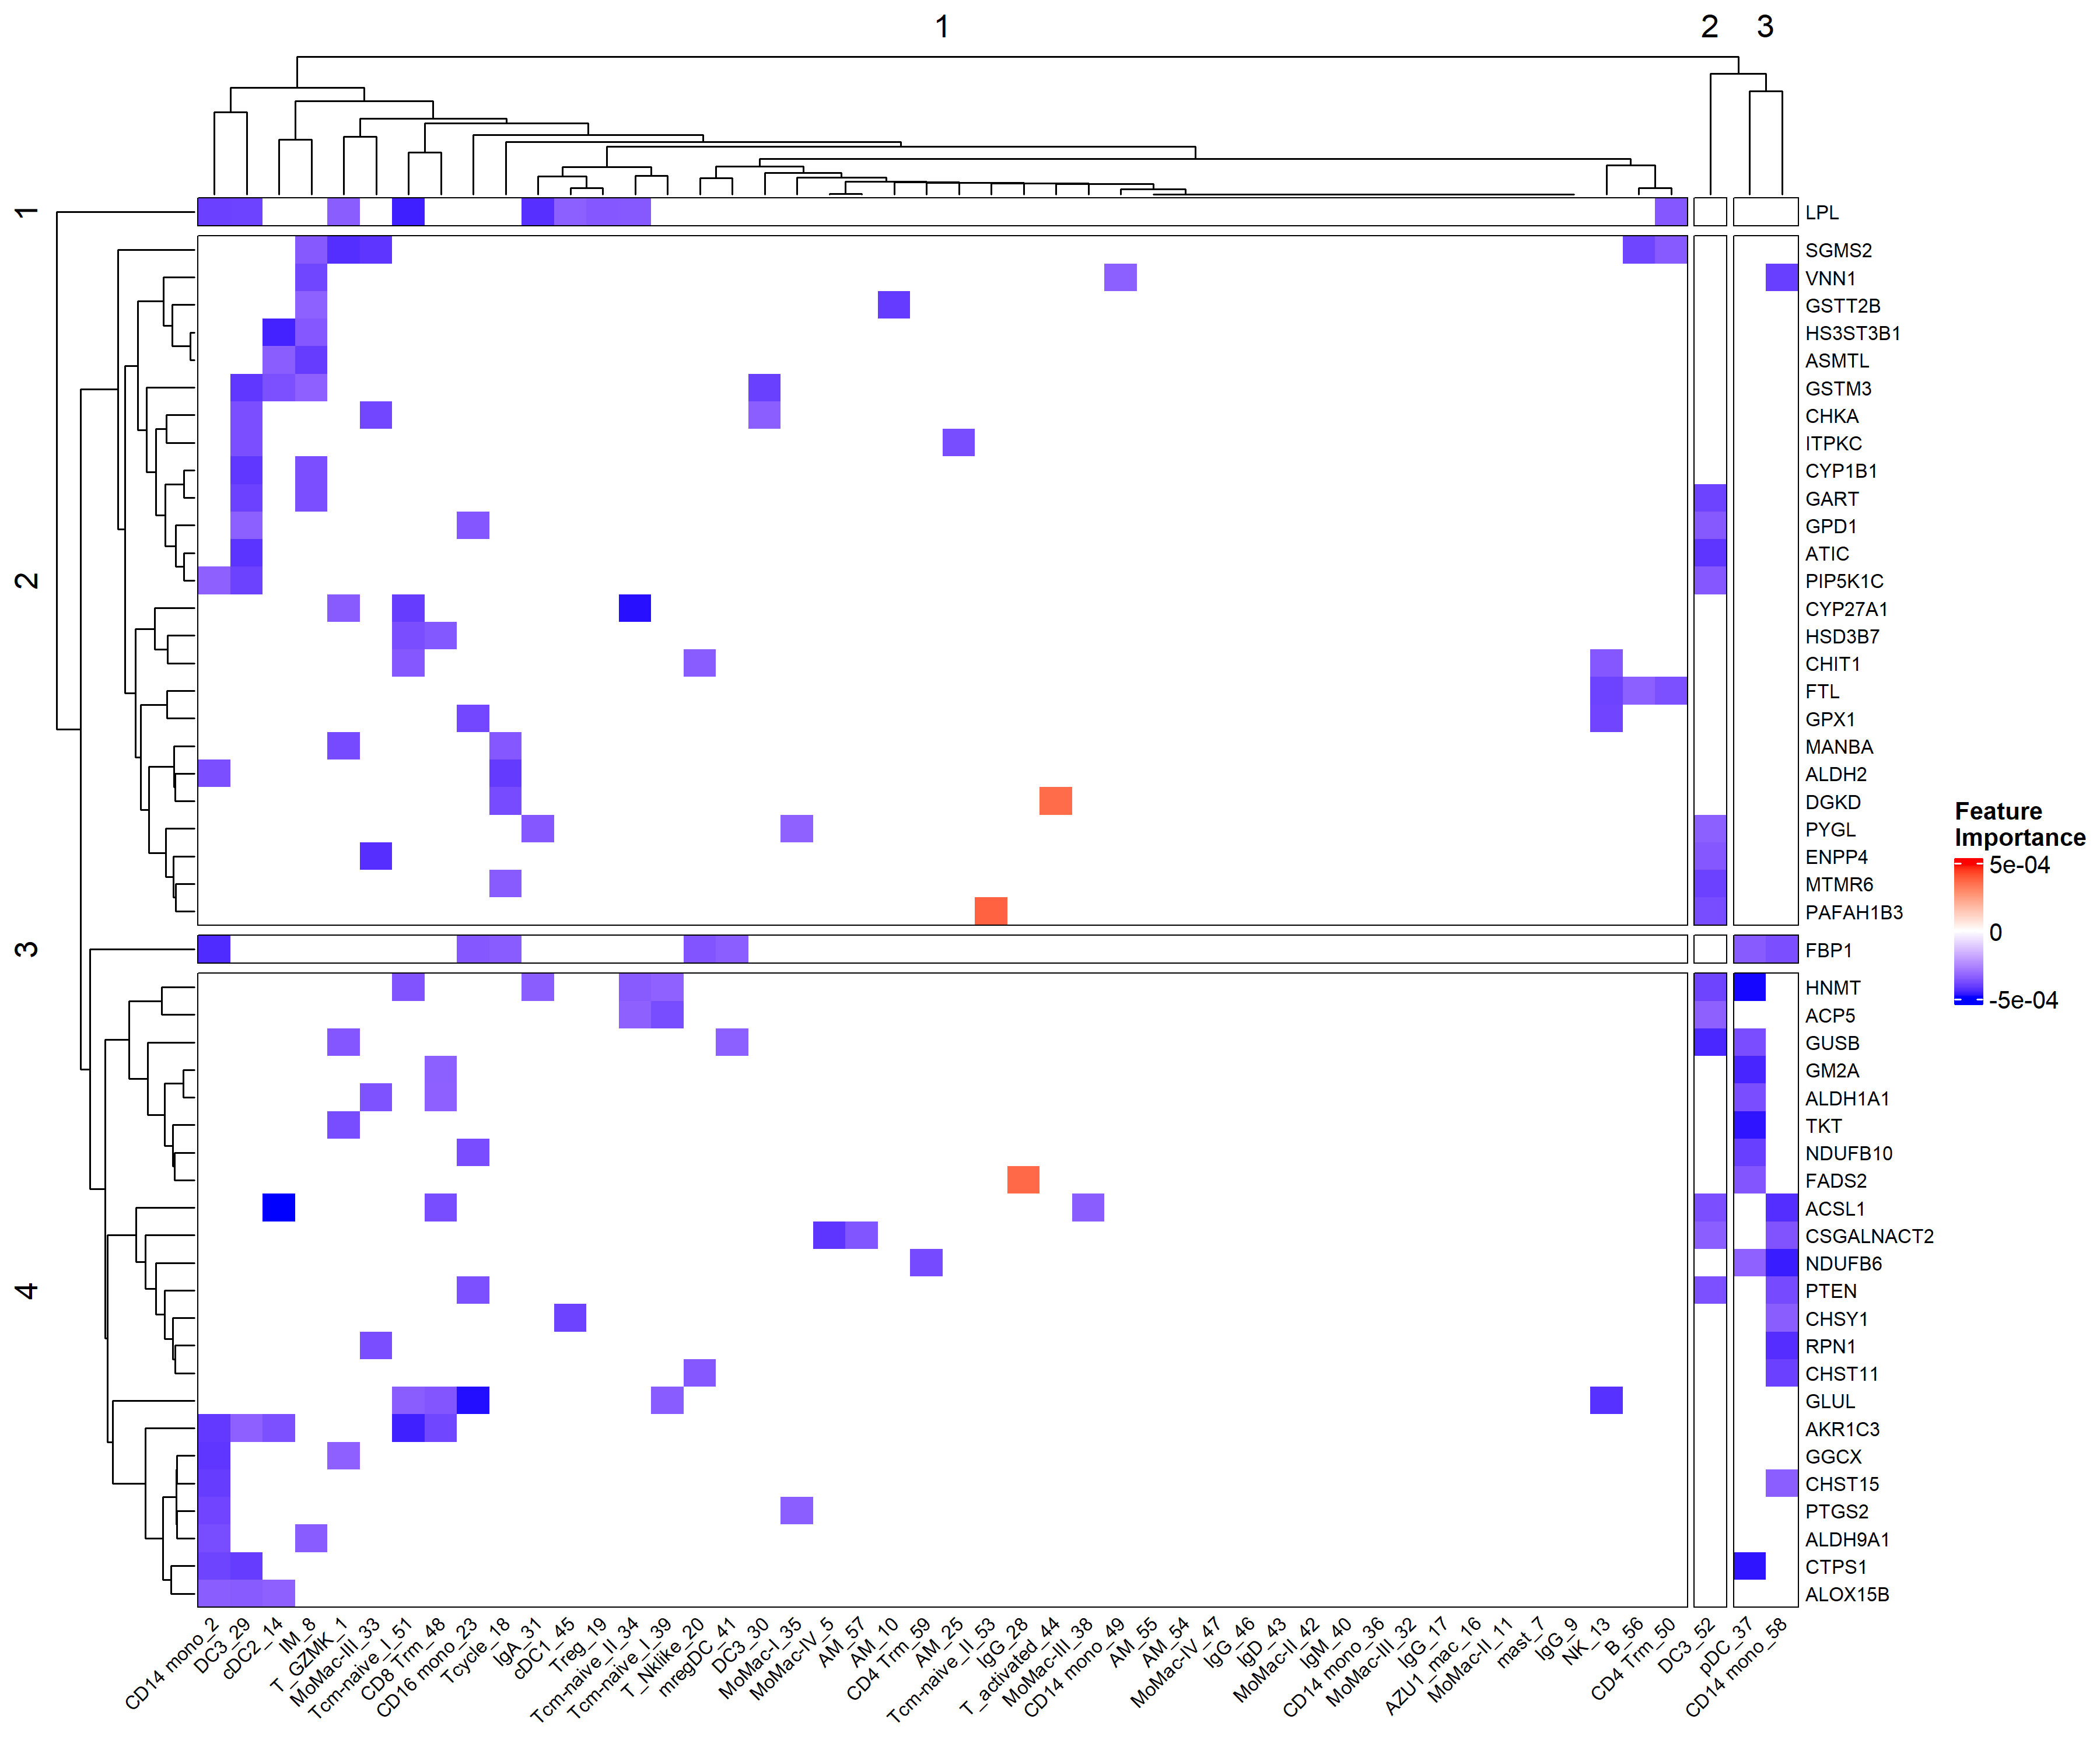 1
2
3
1
LPL
SGMS2
VNN1
GSTT2B
HS3ST3B1
ASMTL
GSTM3
CHKA
ITPKC
CYP1B1
GART
GPD1
ATIC
2
PIP5K1C
CYP27A1
HSD3B7
CHIT1
FTL
GPX1
MANBA
ALDH2
DGKD
PYGL
ENPP4
MTMR6
PAFAH1B3
3
FBP1
HNMT
ACP5
GUSB
GM2A
ALDH1A1
TKT
NDUFB10
FADS2
ACSL1
CSGALNACT2
NDUFB6
4
PTEN
CHSY1
RPN1
CHST11
GLUL
AKR1C3
GGCX
CHST15
PTGS2
ALDH9A1
CTPS1
ALOX15B
Feature
Importance
5e-04
0
-5e-04
CD14 mono_2
DC3_29
cDC2_14
IM_8
T_GZMK_1
MoMac-III_33
Tcm-naive_I_51
CD8 Trm_48
CD16 mono_23
Tcycle_18
IgA_31
cDC1_45
Treg_19
Tcm-naive_II_34
Tcm-naive_I_39
T_Nklike_20
mregDC_41
DC3_30
MoMac-I_35
MoMac-IV_5
AM_57
AM_10
CD4 Trm_59
AM_25
Tcm-naive_II_53
IgG_28
T_activated_44
MoMac-III_38
CD14 mono_49
AM_55
AM_54
MoMac-IV_47
IgG_46
IgD_43
MoMac-II_42
IgM_40
CD14 mono_36
MoMac-III_32
IgG_17
AZU1_mac_16
MoMac-II_11
mast_7
IgG_9
NK_13
B_56
CD4 Trm_50
DC3_52
pDC_37
CD14 mono_58